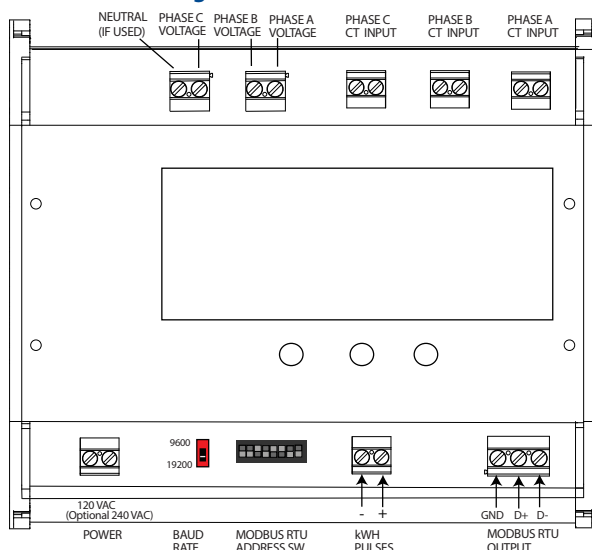 NEUTRAL PHASE C PHASE B PHASE A PHASE C PHASE B PHASE A
(IF USED) VOLTAGE VOLTAGE VOLTAGE CT INPUT CT INPUT CT INPUT
9600
19200
120 VAC
(Optional 240 VAC)
- + GND D+ D-
POWER BAUD MODBUS RTU kWH MODBUS RTU
RATE ADDRESS SW PULSES OUTPUT